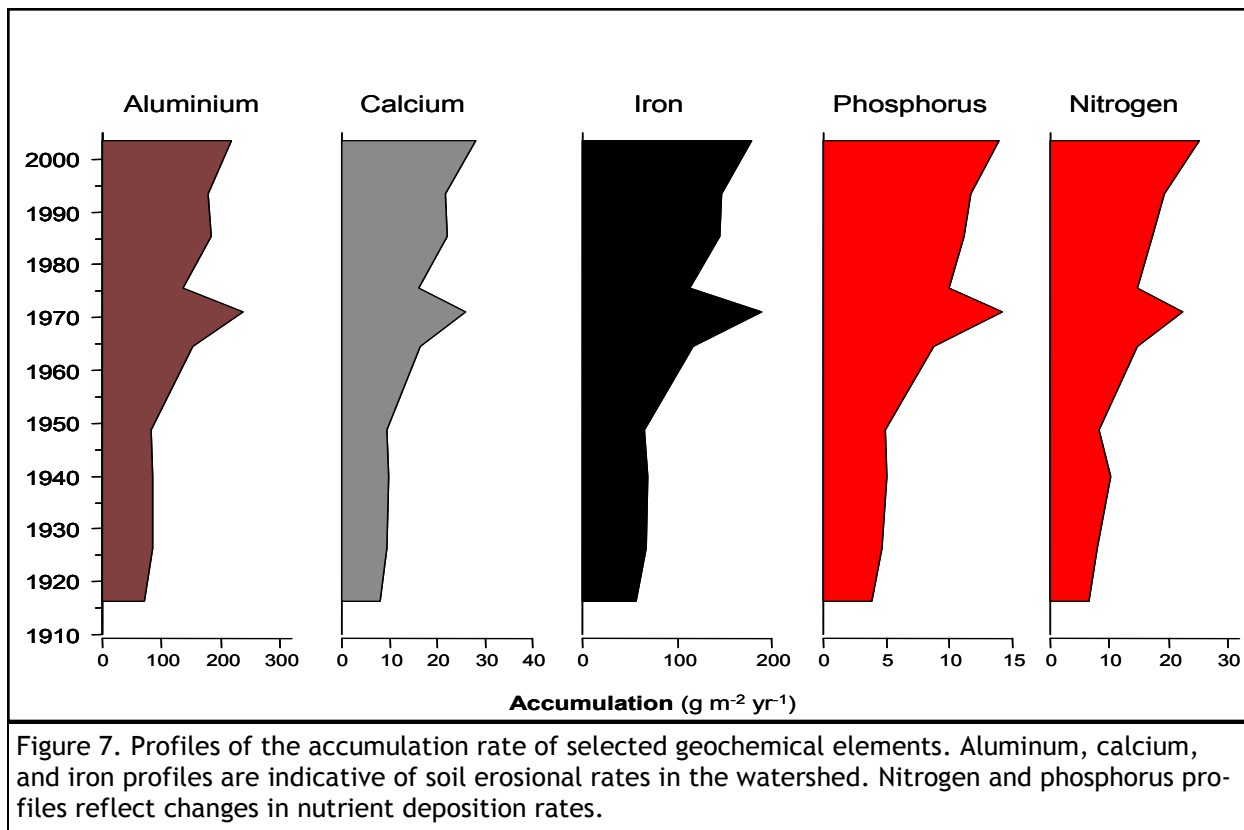 Aluminium Calcium Iron Phosphorus Nitrogen
2000
1990
1980
1970
1960
1950
1940
1930
1920
1910
0 100 200 300 0 10 20 30 40 0 100 200 0 5 10 15 0 10 20 30
Accumulation (g m⁻² yr⁻¹)
Figure 7. Profiles of the accumulation rate of selected geochemical elements. Aluminum, calcium,
and iron profiles are indicative of soil erosional rates in the watershed. Nitrogen and phosphorus pro-
files reflect changes in nutrient deposition rates.